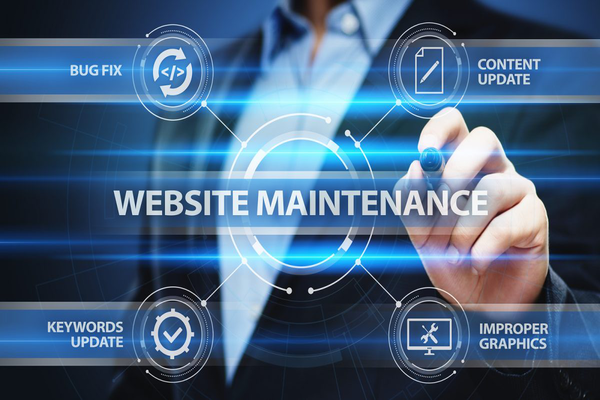 BUG FIX
</>
CONTENT
UPDATE
WEBSITE MAINTENANCE
KEYWORDS
UPDATE
IMPROPER
GRAPHICS